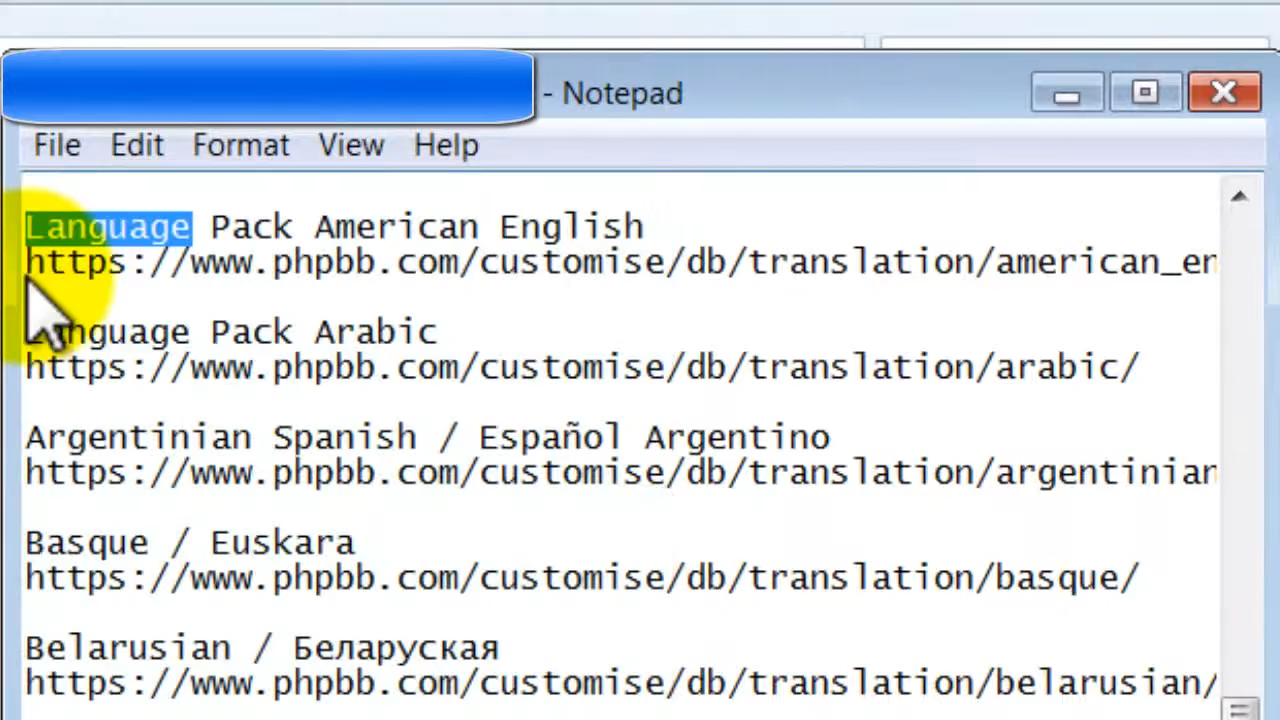 - Notepad
File Edit Format View Help
Language Pack American English
https://www.phpbb.com/customise/db/translation/american_en
Language Pack Arabic
https://www.phpbb.com/customise/db/translation/arabic/
Argentinian Spanish / Español Argentino
https://www.phpbb.com/customise/db/translation/argentinian
Basque / Euskara
https://www.phpbb.com/customise/db/translation/basque/
Belarusian / Беларуская
https://www.phpbb.com/customise/db/translation/belarusian/